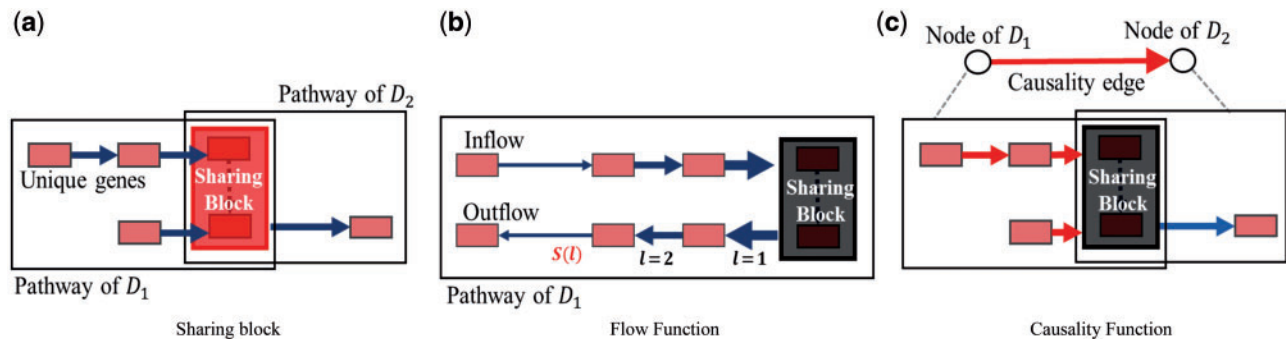 (a)
Pathway of D₂
Unique genes
Sharing
Block
Pathway of D₁
Sharing block
(b)
Inflow
Sharing
Block
Outflow
S(l)
l=2
l=1
Pathway of D₁
Flow Function
(c)
Node of D₁
Node of D₂
Causality edge
Sharing
Block
Causality Function